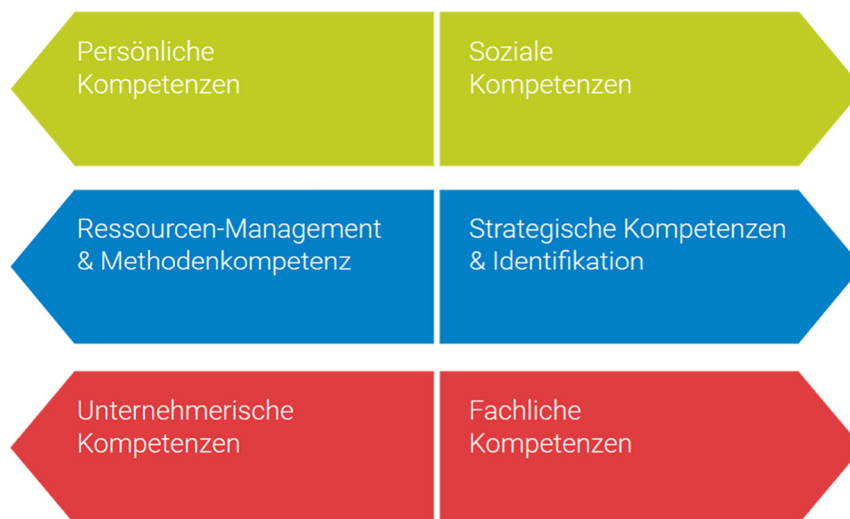 Persönliche
Kompetenzen
Soziale
Kompetenzen
Ressourcen-Management
& Methodenkompetenz
Strategische Kompetenzen
& Identifikation
Unternehmerische
Kompetenzen
Fachliche
Kompetenzen